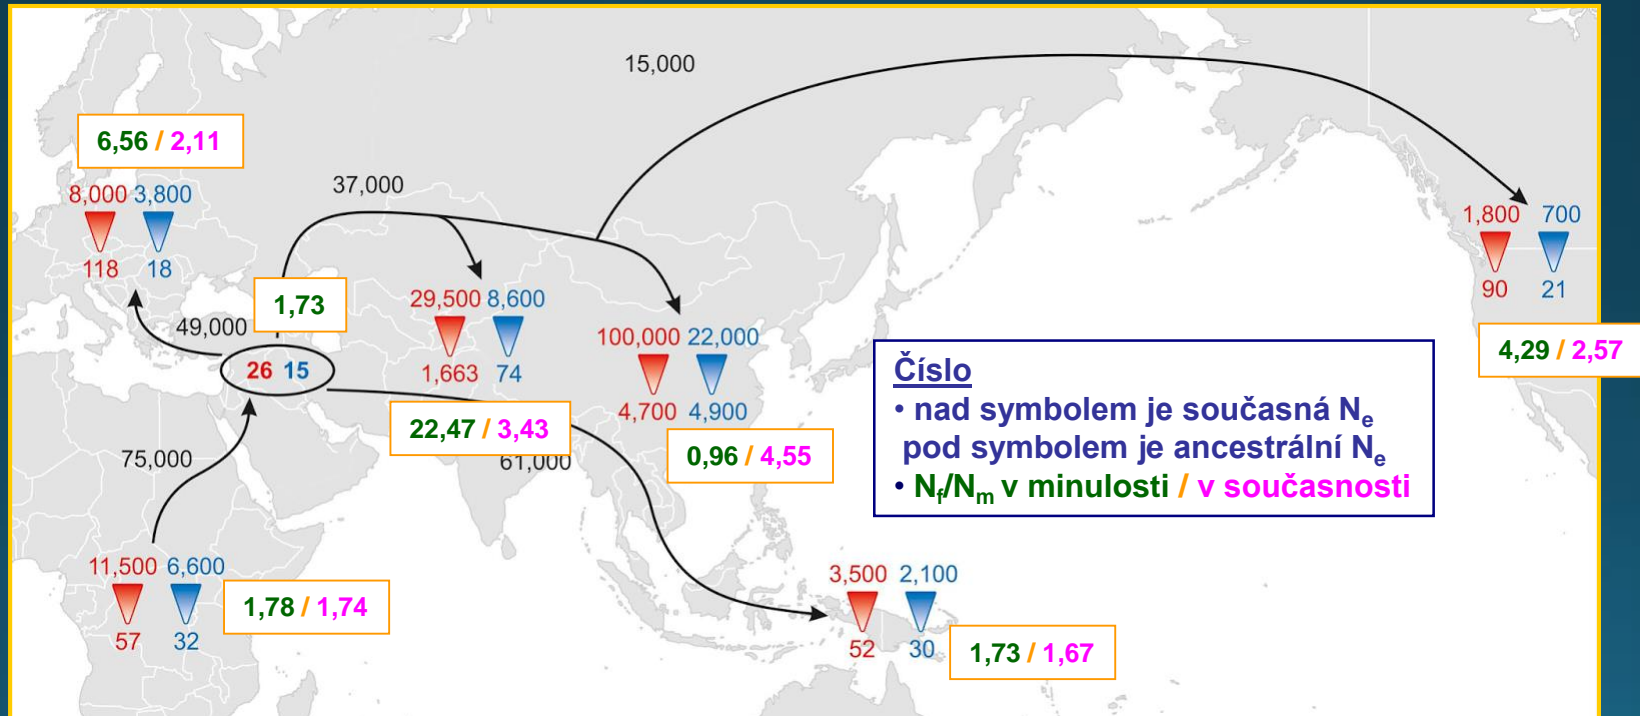 15,000
6,56 / 2,11
8,000 3,800
118 18
37,000
1,73
49,000
26 15
29,500 8,600
1,663 74
22,47 / 3,43
100,000 22,000
4,700 4,900
0,96 / 4,55
1,800 700
90 21
4,29 / 2,57
Číslo
• nad symbolem je současná Ne
pod symbolem je ancestrální Ne
• Nf/Nm v minulosti / v současnosti
61,000
75,000
11,500 6,600
57 32
1,78 / 1,74
3,500 2,100
52 30
1,73 / 1,67